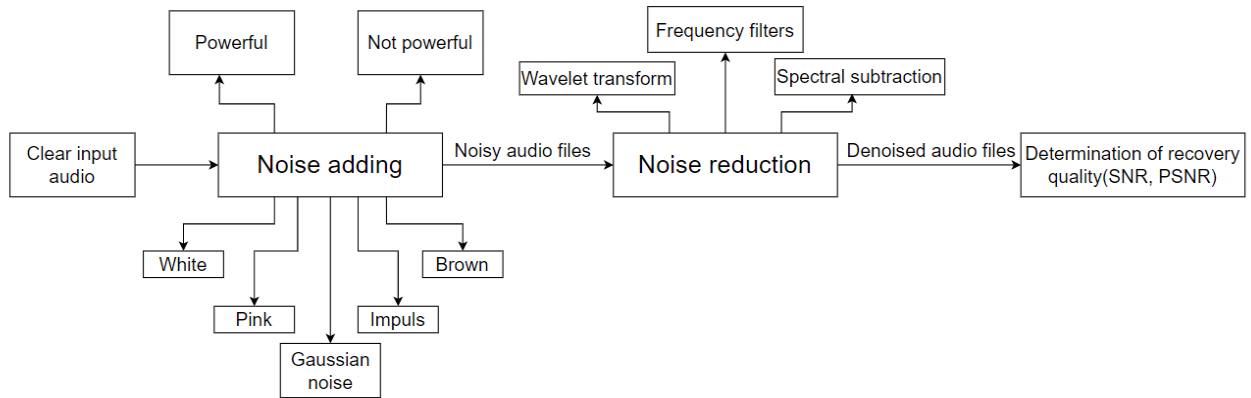 Powerful
Not powerful
Frequency filters
Wavelet transform
Spectral subtraction
Clear input
audio
Noise adding
Noisy audio files
Noise reduction
Denoised audio files
Determination of recovery
quality(SNR, PSNR)
White
Brown
Pink
Impuls
Gaussian
noise